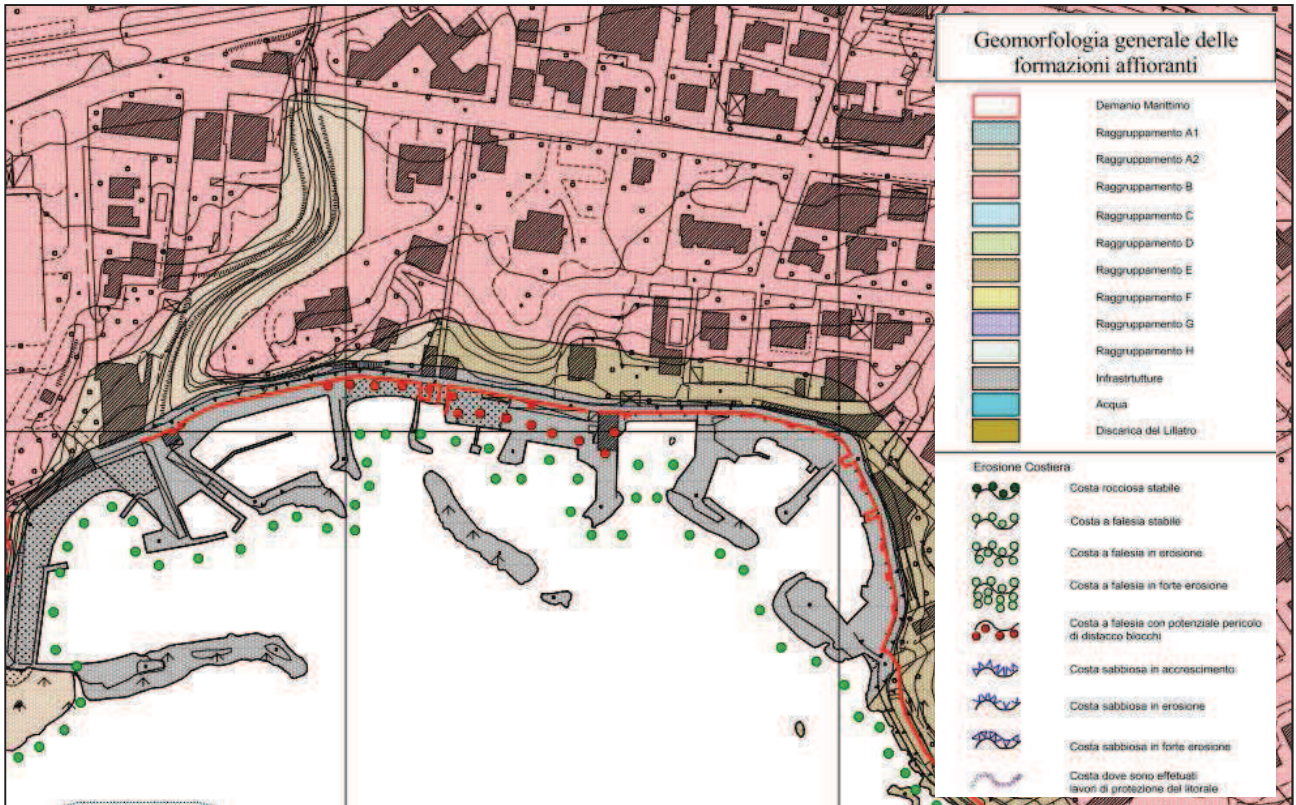 Geomorfologia generale delle
formazioni affioranti
Demanio Marittimo
Raggruppamento A1
Raggruppamento A2
Raggruppamento B
Raggruppamento C
Raggruppamento D
Raggruppamento E
Raggruppamento F
Raggruppamento G
Raggruppamento H
Infrastrtutture
Acqua
Discarica del Lillatro
Erosione Costiera
Costa rocciosa stabile
Costa a falesia stabile
Costa a falesia in erosione
Costa a falesia in forte erosione
Costa a falesia con potenziale pericolo
di distacco blocchi
Costa sabbiosa in accrescimento
Costa sabbiosa in erosione
Costa sabbiosa in forte erosione
Costa dove sono effetuati
lavori di protezione del litorale